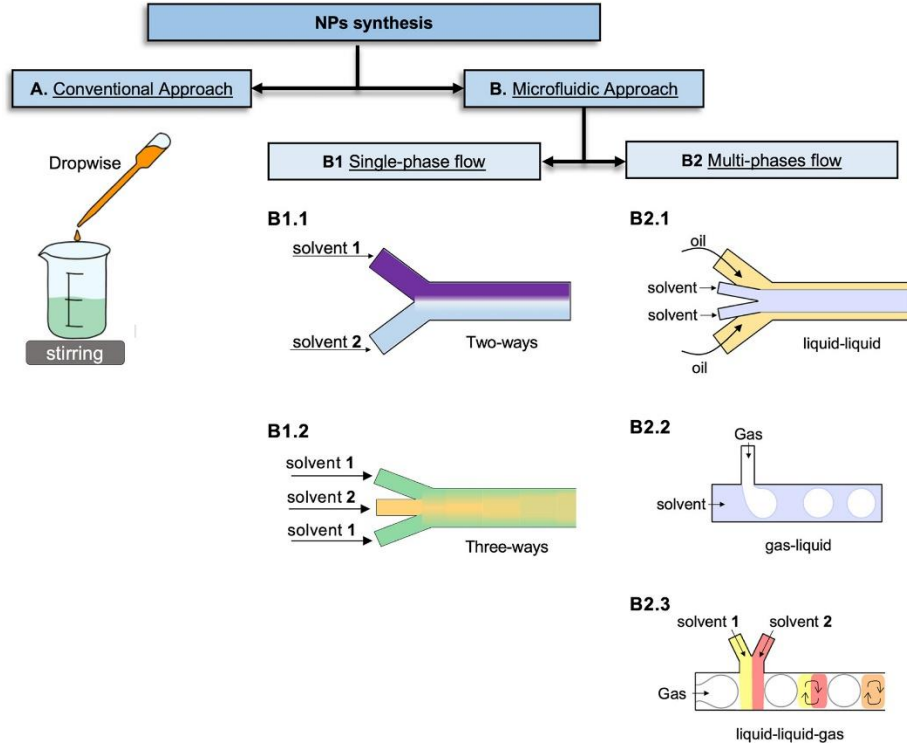 NPs synthesis
A. Conventional Approach
B. Microfluidic Approach
Dropwise
stirring
B1 Single-phase flow
B2 Multi-phases flow
B1.1
solvent 1
solvent 2
Two-ways
B2.1
oil
solvent
solvent
oil
liquid-liquid
B1.2
solvent 1
solvent 2
solvent 1
Three-ways
B2.2
Gas
solvent
gas-liquid
B2.3
solvent 1
solvent 2
Gas
liquid-liquid-gas